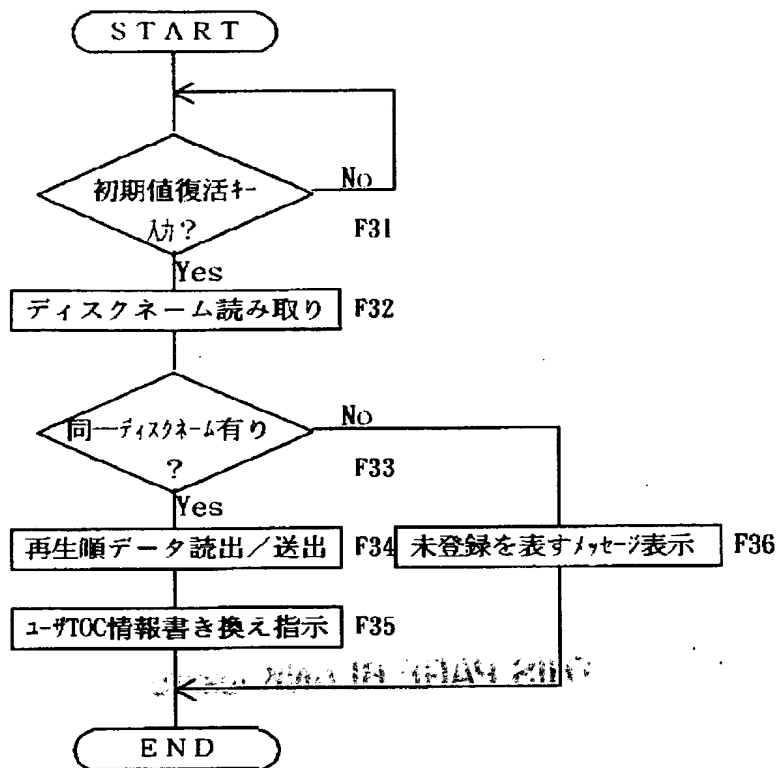 START
初期値復活キー
入力?
No
F31
Yes
ディスクネーム読み取り F32
同一ディスクネーム有り
?
No
F33
Yes
再生順データ読出/送出 F34
未登録を表すメッセージ表示 F36
ユーザTOC情報書き換え指示 F35
END